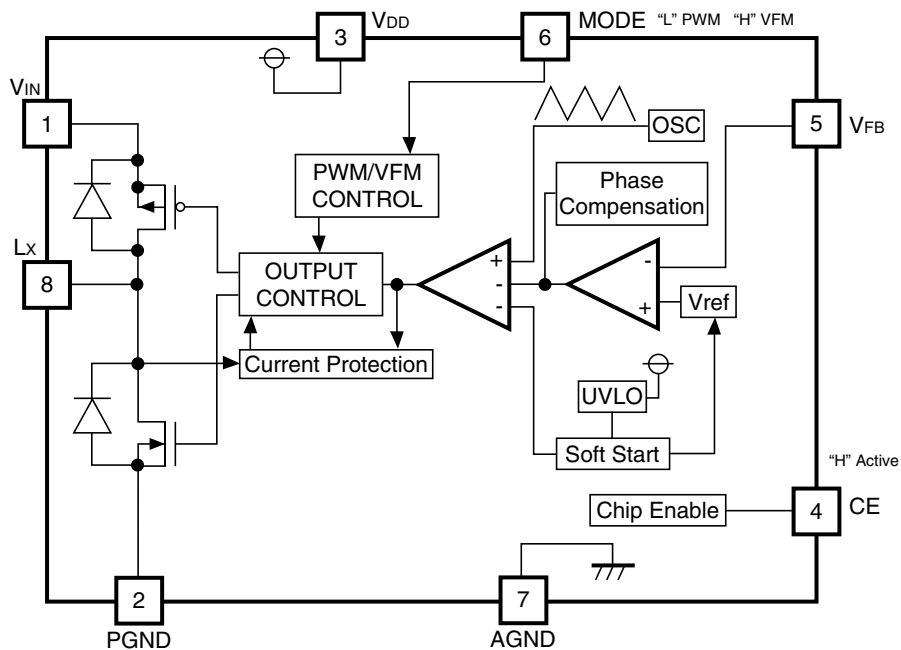 VDD
3
MODE "L" PWM "H" VFM
6
VIN
1
OSC
5
VFB
PWM/VFM
CONTROL
Phase
Compensation
Lx
8
OUTPUT
CONTROL
+
-
-
-
+
Vref
Current Protection
UVLO
Soft Start
"H" Active
Chip Enable
4
CE
2
PGND
7
AGND